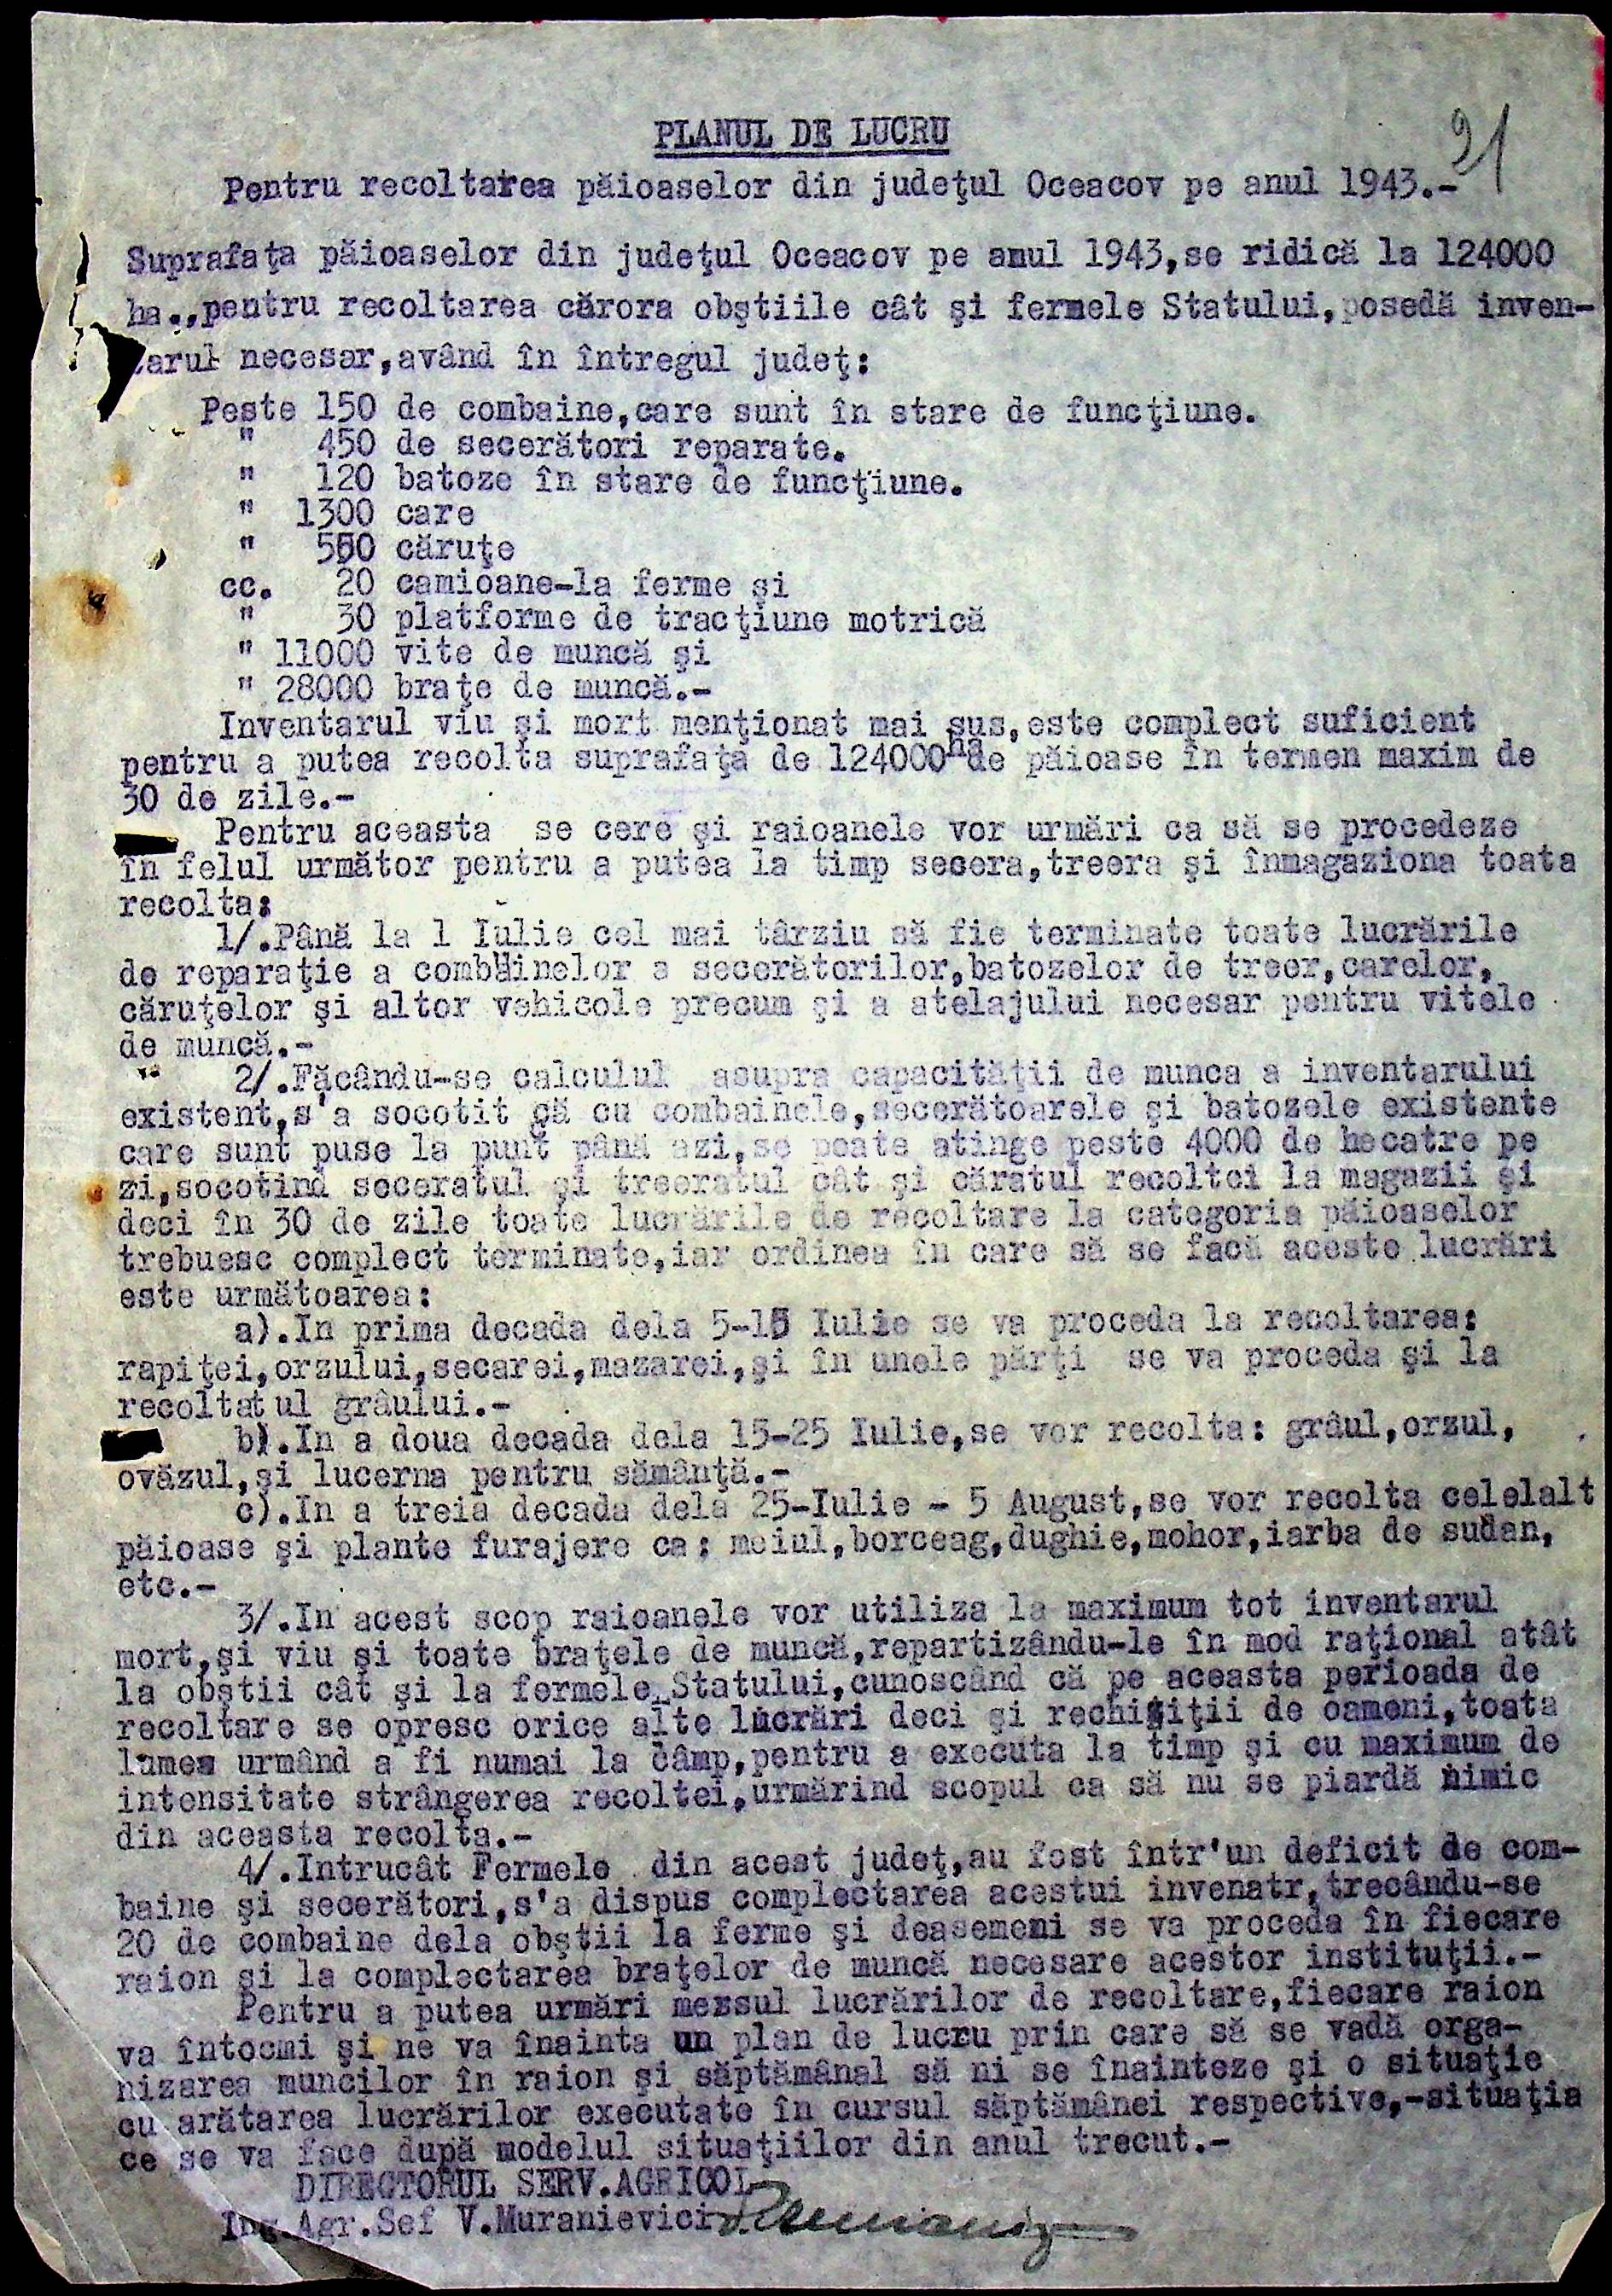 91
PLANUL DE LUCRU
Pentru recoltarea păioaselor din judeţul Oceacov pe anul 1943.-
Suprafaţa păioaselor din judeţul Oceacov pe anul 1943,se ridică la 124000
ha.,pentru recoltarea cărora obştiile cât şi fermele Statului,posedă inven-
tarul necesar,având în întregul judeţ:
Peste 150 de combaine,care sunt în stare de funcţiune.
" 450 de secerători reparate.
" 120 batoze în stare de funcţiune.
" 1300 care
" 550 căruţe
cc. 20 camioane-la ferme şi
" 30 platforme de tracţiune motrică
" 11000 vite de muncă şi
" 28000 braţe de muncă.-
Inventarul viu şi mort menţionat mai sus,este complect suficient
pentru a putea recolta suprafaţa de 124000 ha de păioase în termen maxim de
30 de zile.-
Pentru aceasta se cere şi raioanele vor urmări ca să se procedeze
în felul următor pentru a putea la timp secera,treera şi înmagaziona toata
recolta:
1/.Până la 1 Iulie cel mai târziu să fie terminate toate lucrările
de reparaţie a combainelor a secerătorilor,batozelor de treer,carelor,
căruţelor şi altor vehicole precum şi a atelajului necesar pentru vitele
de muncă.-
2/.Făcându-se calculul asupra capacităţii de munca a inventarului
existent,s'a socotit că cu combainele,secerătoarele şi batozele existente
care sunt puse la punt până azi,se poate atinge peste 4000 de hecatre pe
zi,socotind seceratul şi treeratul cât şi căratul recoltei la magazii şi
deci în 30 de zile toate lucrările de recoltare la categoria păioaselor
trebuesc complect terminate,iar ordinea în care să se facă aceste lucrări
este următoarea:
a).In prima decada dela 5-15 Iulie se va proceda la recoltarea:
rapiţei,orzului,secarei,mazarei,şi în unele părţi se va proceda şi la
recoltatul grâului.-
b).In a doua decada dela 15-25 Iulie,se vor recolta: grâul,orzul,
ovăzul,şi lucerna pentru sămânţă.-
c).In a treia decada dela 25-Iulie - 5 August,se vor recolta celelalt
păioase şi plante furajere ca: meiul,borceag,dughie,mohor,iarba de sudan,
etc.-
3/.In acest scop raioanele vor utiliza la maximum tot inventarul
mort,şi viu şi toate braţele de muncă,repartizându-le în mod raţional atât
la obştii cât şi la fermele Statului,cunoscând că pe aceasta perioada de
recoltare se opresc orice alte lucrări deci şi rechiziţii de oameni,toata
lumea urmând a fi numai la câmp,pentru a executa la timp şi cu maximum de
intensitate strângerea recoltei,urmărind scopul ca să nu se piardă nimic
din aceasta recolta.-
4/.Intrucât Fermele din acest judeţ,au fost într'un deficit de com-
baine şi secerători,s'a dispus complectarea acestui invenatr,trecându-se
20 de combaine dela obştii la ferme şi deasemeni se va proceda în fiecare
raion şi la complectarea braţelor de muncă necesare acestor instituţii.-
Pentru a putea urmări mersul lucrărilor de recoltare,fiecare raion
va întocmi şi ne va înainta un plan de lucru prin care să se vadă orga-
nizarea muncilor în raion şi săptămânal să ni se înainteze şi o situaţie
cu arătarea lucrărilor executate în cursul săptămânei respective,-situaţia
ce se va face după modelul situaţiilor din anul trecut.-
DIRECTORUL SERV.AGRICOL
Ing.Agr.Sef V.Muranievici